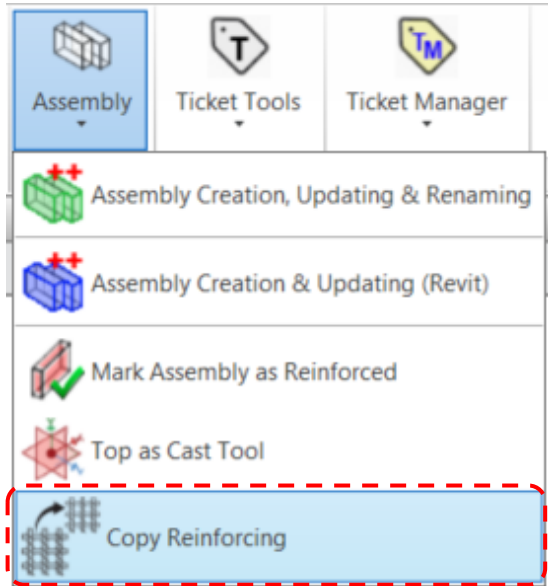 T
TM
Assembly
Ticket Tools
Ticket Manager
Assembly Creation, Updating & Renaming
Assembly Creation & Updating (Revit)
Mark Assembly as Reinforced
Top as Cast Tool
Copy Reinforcing